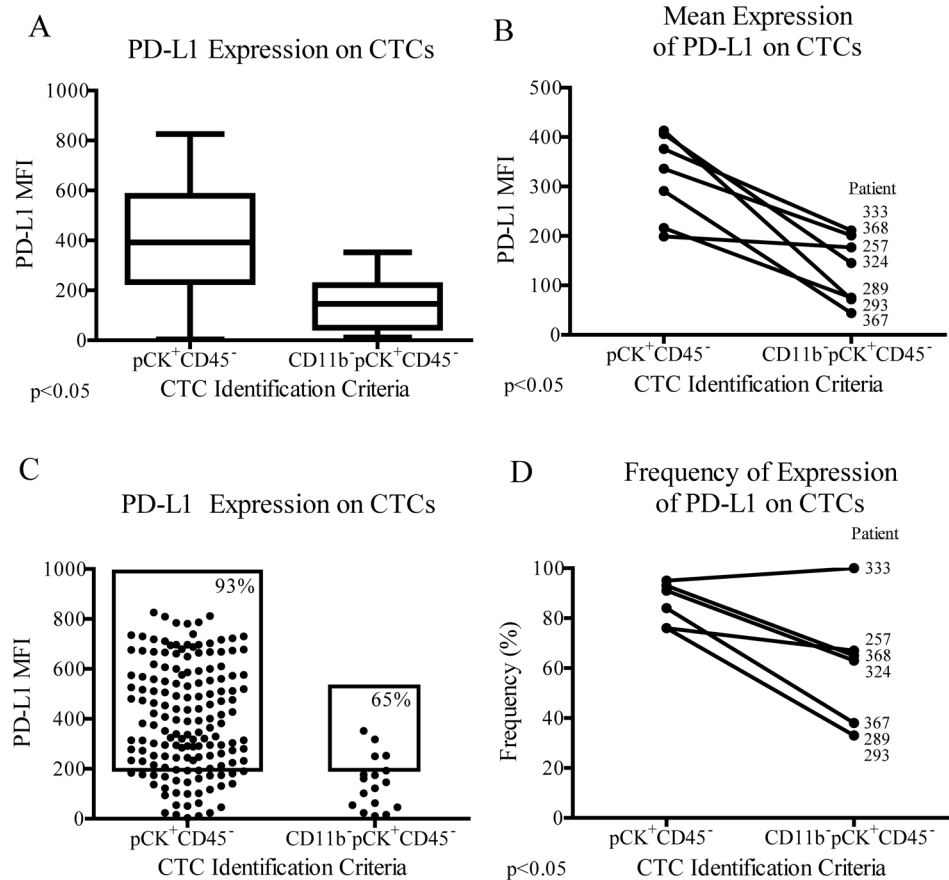 A
PD-L1 Expression on CTCs
1000
800
600
400
200
0
PD-L1 MFI
pCK⁺CD45⁻
CD11b⁻pCK⁺CD45⁻
p<0.05
CTC Identification Criteria
B
Mean Expression
of PD-L1 on CTCs
500
400
300
200
100
0
PD-L1 MFI
Patient
333
368
257
324
289
293
367
pCK⁺CD45⁻
CD11b⁻pCK⁺CD45⁻
p<0.05
CTC Identification Criteria
C
PD-L1 Expression on CTCs
1000
800
600
400
200
0
PD-L1 MFI
93%
65%
pCK⁺CD45⁻
CD11b⁻pCK⁺CD45⁻
CTC Identification Criteria
D
Frequency of Expression
of PD-L1 on CTCs
Patient
100
80
60
40
20
0
Frequency (%)
333
257
368
324
367
289
293
pCK⁺CD45⁻
CD11b⁻pCK⁺CD45⁻
p<0.05
CTC Identification Criteria